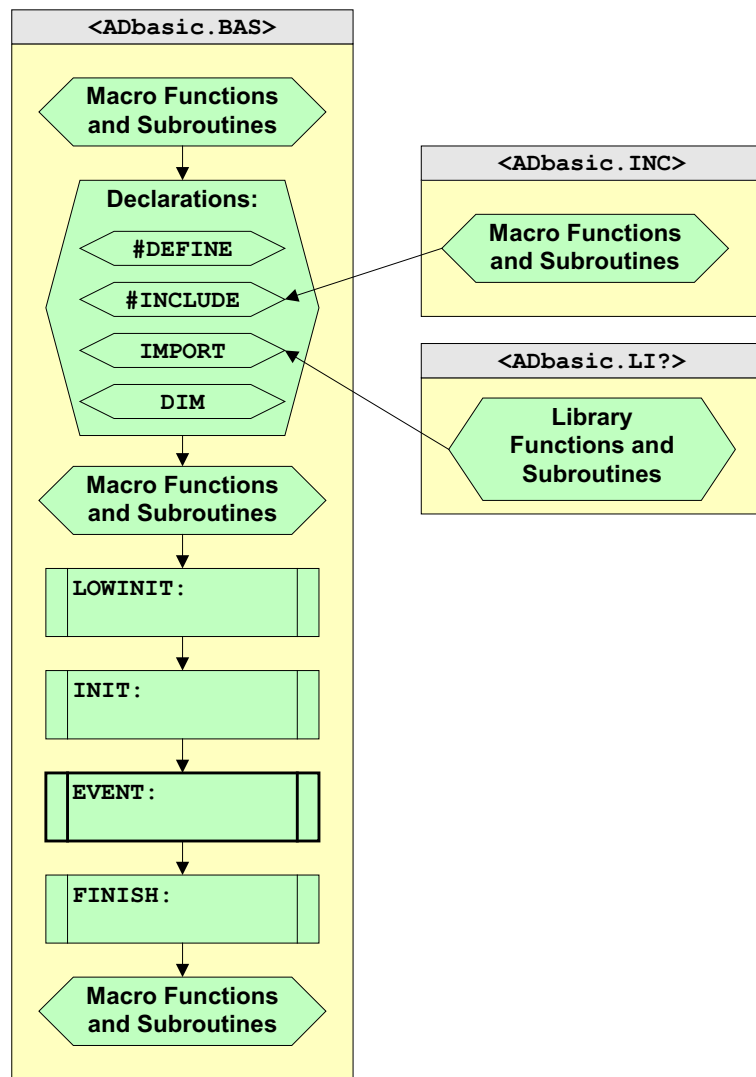 <ADbasic.BAS>
Macro Functions
and Subroutines
Declarations:
#DEFINE
#INCLUDE
IMPORT
DIM
Macro Functions
and Subroutines
LOWINIT:
INIT:
EVENT:
FINISH:
Macro Functions
and Subroutines
<ADbasic.INC>
Macro Functions
and Subroutines
<ADbasic.LI?>
Library
Functions and
Subroutines